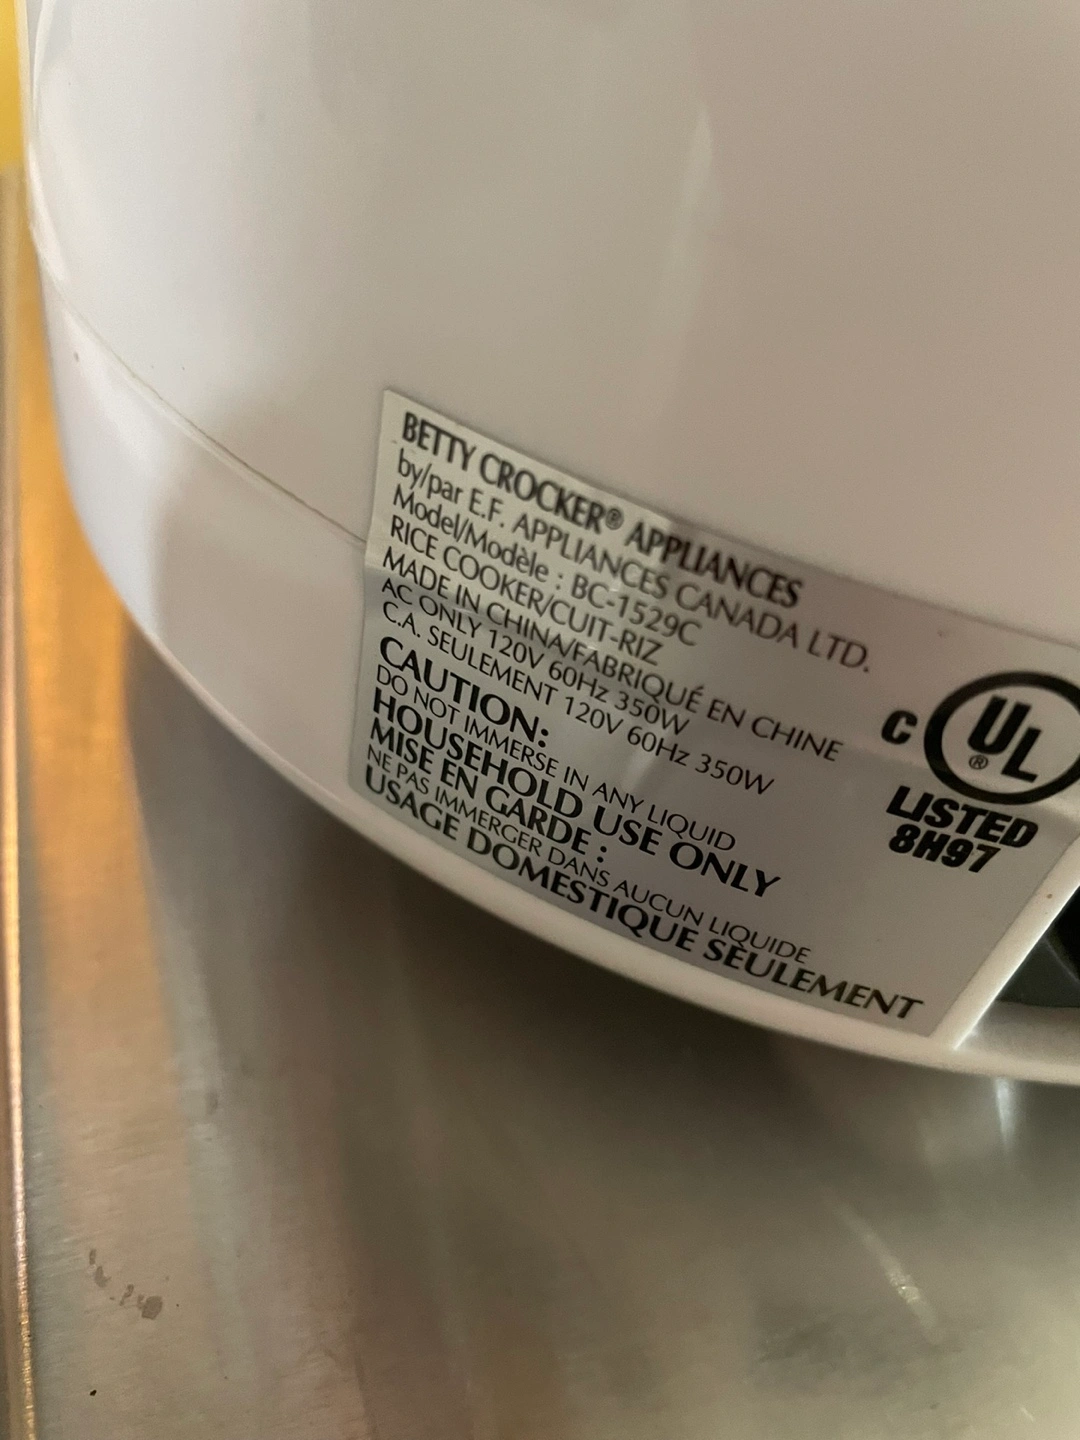 BETTY CROCKER® APPLIANCES
by/par E.F. APPLIANCES CANADA LTD.
Model/Modèle : BC-1529C
RICE COOKER/CUIT-RIZ
MADE IN CHINA/FABRIQUÉ EN CHINE
AC ONLY 120V 60Hz 350W
C.A. SEULEMENT 120V 60Hz 350W
CAUTION:
DO NOT IMMERSE IN ANY LIQUID
HOUSEHOLD USE ONLY
MISE EN GARDE :
NE PAS IMMERGER DANS AUCUN LIQUIDE
USAGE DOMESTIQUE SEULEMENT
C UL ®
LISTED
8H97